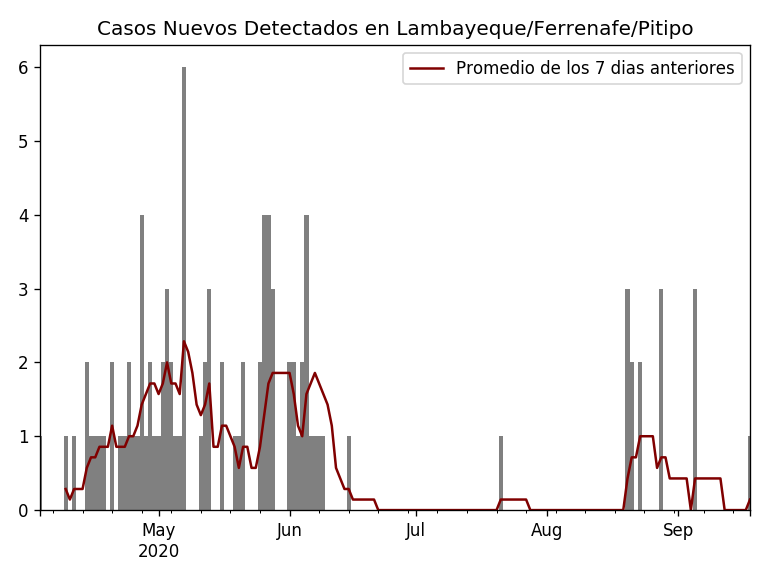 Casos Nuevos Detectados en Lambayeque/Ferrenafe/Pitipo
Promedio de los 7 dias anteriores
6
5
4
3
2
1
0
May
2020
Jun
Jul
Aug
Sep